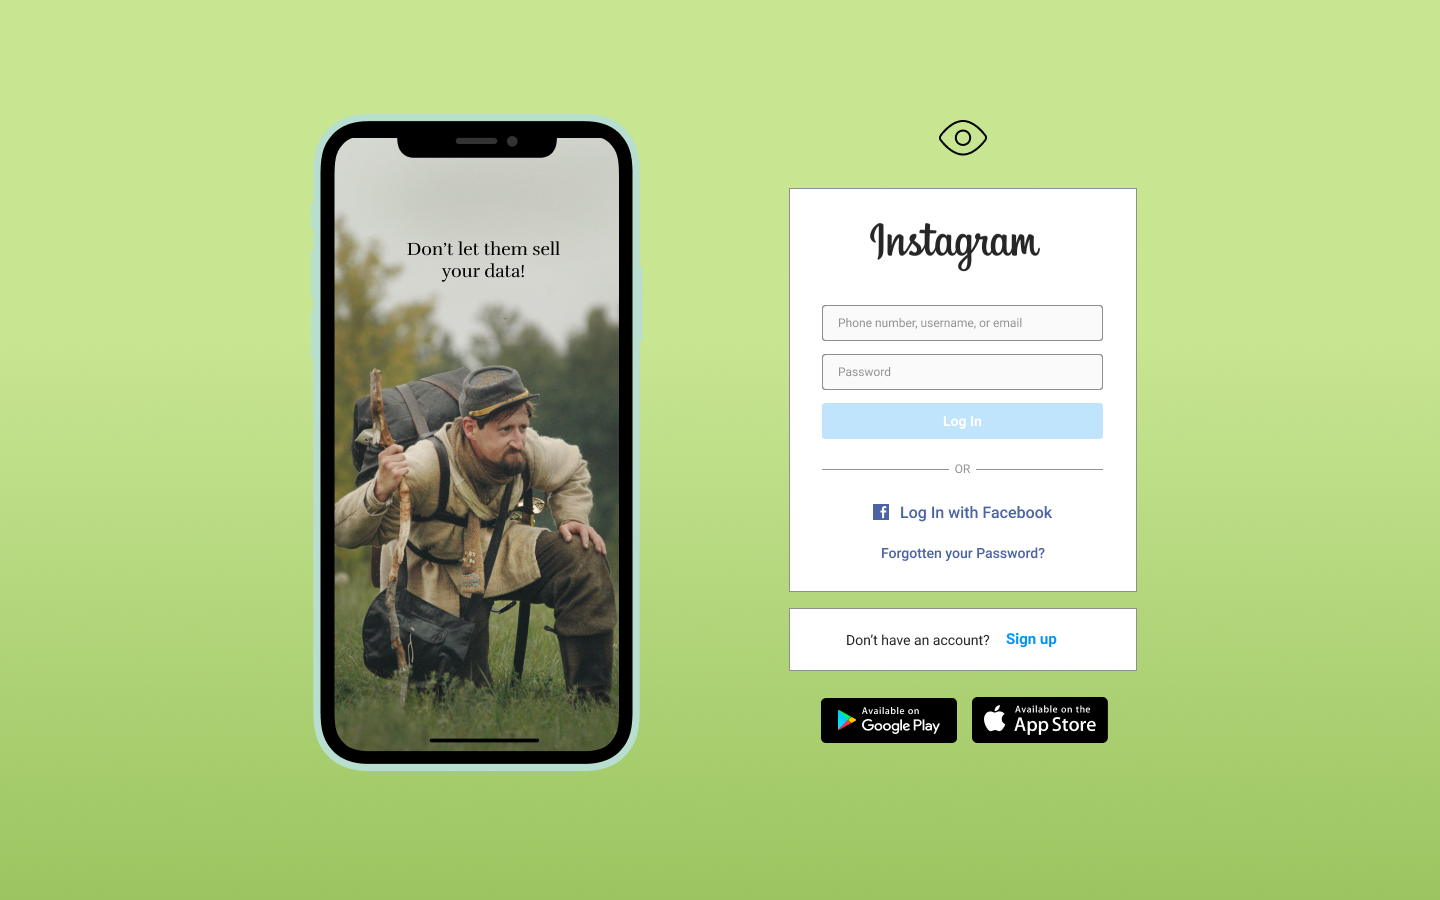 Don’t let them sell
your data!
Instagram
Phone number, username, or email
Password
Log In
OR
Log In with Facebook
Forgotten your Password?
Don’t have an account? Sign up
Available on
Google Play
Available on the
App Store